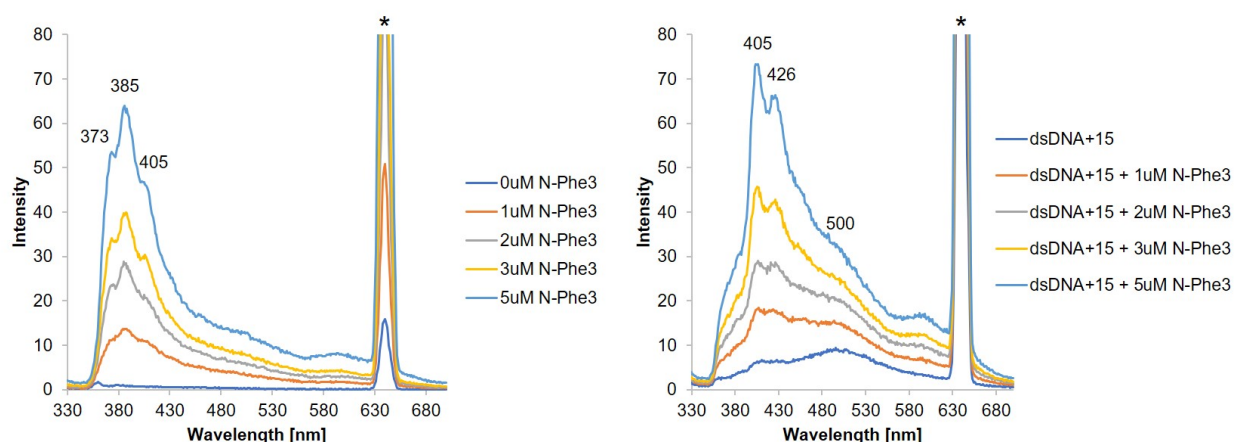 *
80
70
60
50
40
30
20
10
0
Intensity
373
385
405
330 380 430 480 530 580 630 680
Wavelength [nm]
0uM N-Phe3
1uM N-Phe3
2uM N-Phe3
3uM N-Phe3
5uM N-Phe3
*
80
70
60
50
40
30
20
10
0
Intensity
405
426
500
330 380 430 480 530 580 630 680
Wavelength [nm]
dsDNA+15
dsDNA+15 + 1uM N-Phe3
dsDNA+15 + 2uM N-Phe3
dsDNA+15 + 3uM N-Phe3
dsDNA+15 + 5uM N-Phe3